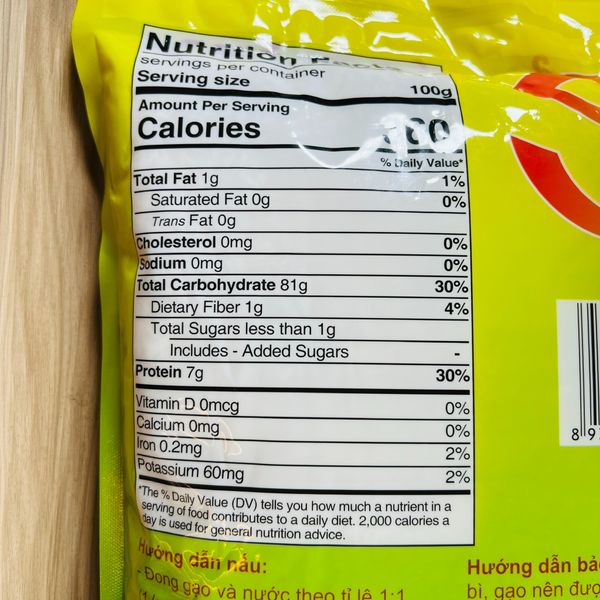 Nutrition Facts
servings per container
Serving size 100g
Amount Per Serving
Calories
% Daily Value*
Total Fat 1g 1%
Saturated Fat 0g 0%
Trans Fat 0g
Cholesterol 0mg 0%
Sodium 0mg 0%
Total Carbohydrate 81g 30%
Dietary Fiber 1g 4%
Total Sugars less than 1g
Includes - Added Sugars -
Protein 7g 30%
Vitamin D 0mcg 0%
Calcium 0mg 0%
Iron 0.2mg 2%
Potassium 60mg 2%
*The % Daily Value (DV) tells you how much a nutrient in a
serving of food contributes to a daily diet. 2,000 calories a
day is used for general nutrition advice.
Hướng dẫn nấu:
- Đong gạo và nước theo tỉ lệ 1:1
Hướng dẫn
bì, gạo nên